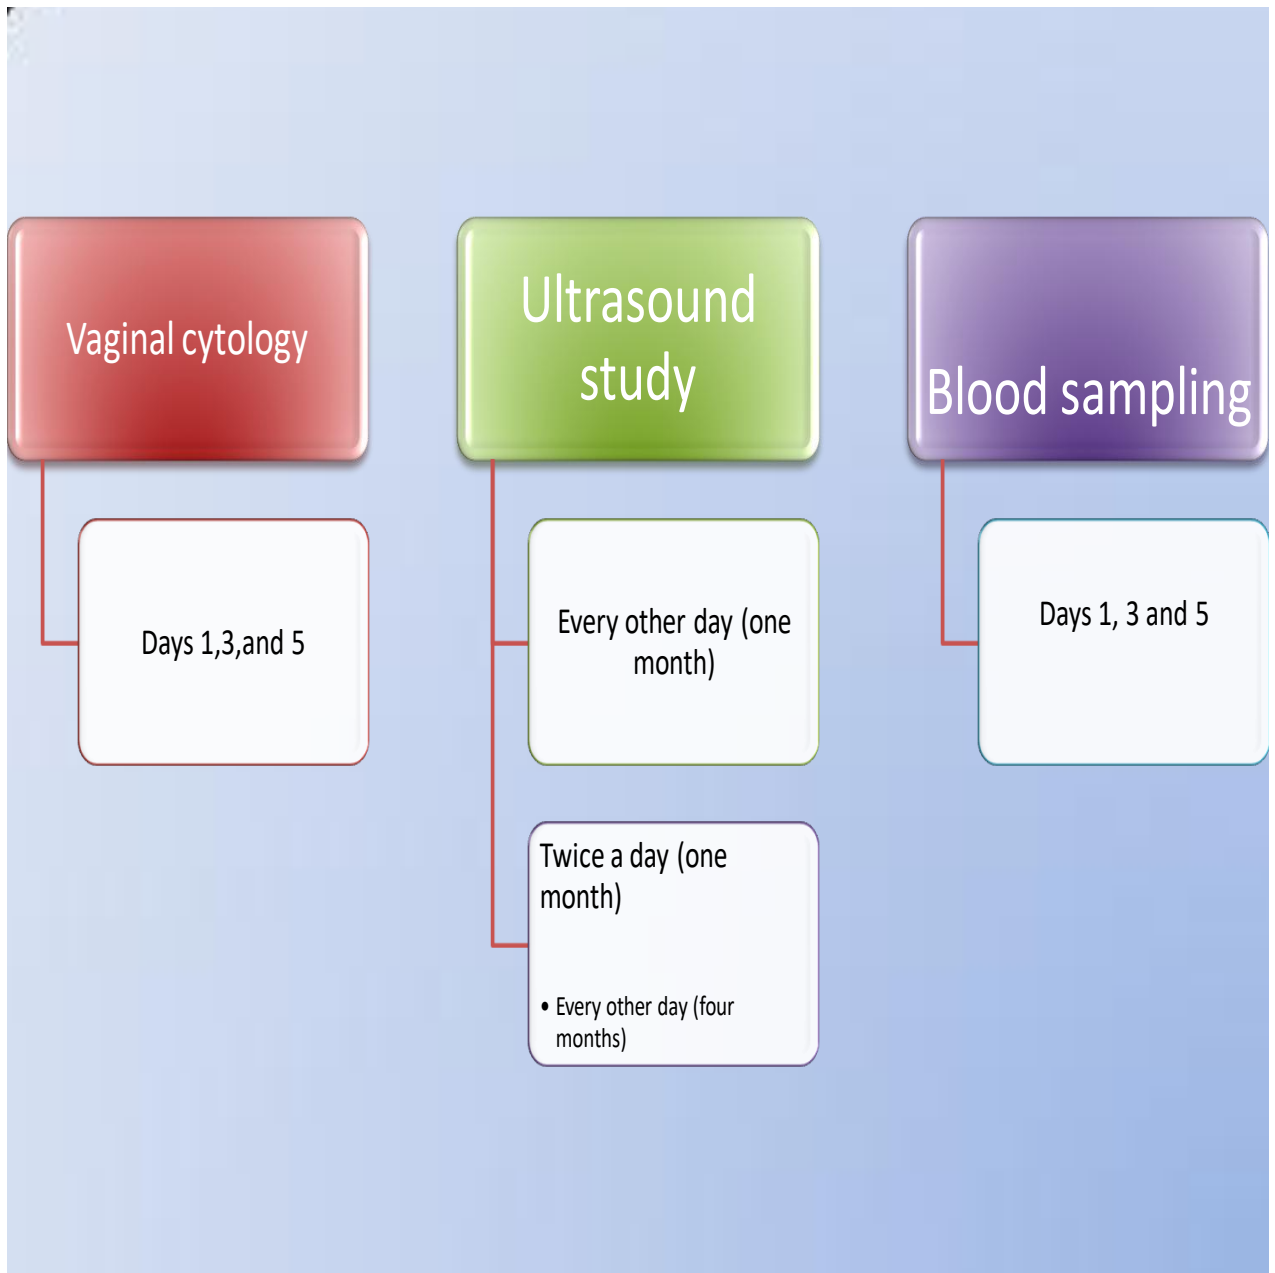 Vaginal cytology
Days 1,3,and 5
Ultrasound
study
Every other day (one
month)
Twice a day (one
month)
• Every other day (four
months)
Blood sampling
Days 1, 3 and 5